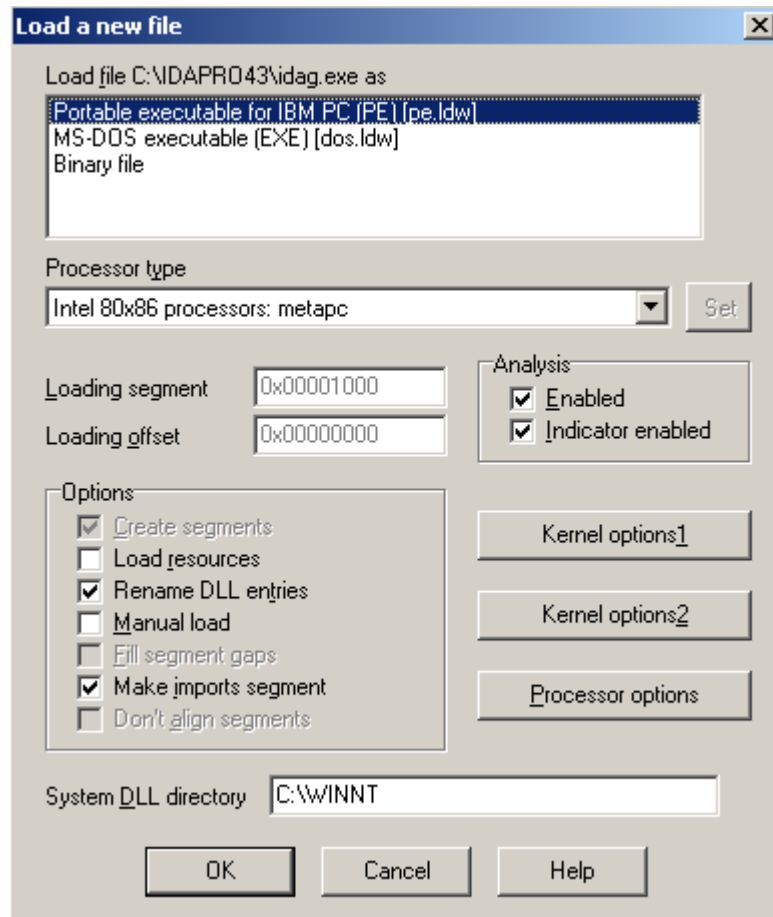 Load a new file
Load file C:\IDAPRO43\idag.exe as
Portable executable for IBM PC (PE) [pe.ldw]
MS-DOS executable (EXE) [dos.ldw]
Binary file
Processor type
Intel 80x86 processors: metapc
Set
Loading segment
0x00001000
Loading offset
0x00000000
Analysis
Enabled
Indicator enabled
Options
Create segments
Load resources
Rename DLL entries
Manual load
Fill segment gaps
Make imports segment
Don't align segments
Kernel options1
Kernel options2
Processor options
System DLL directory
C:\WINNT
OK
Cancel
Help